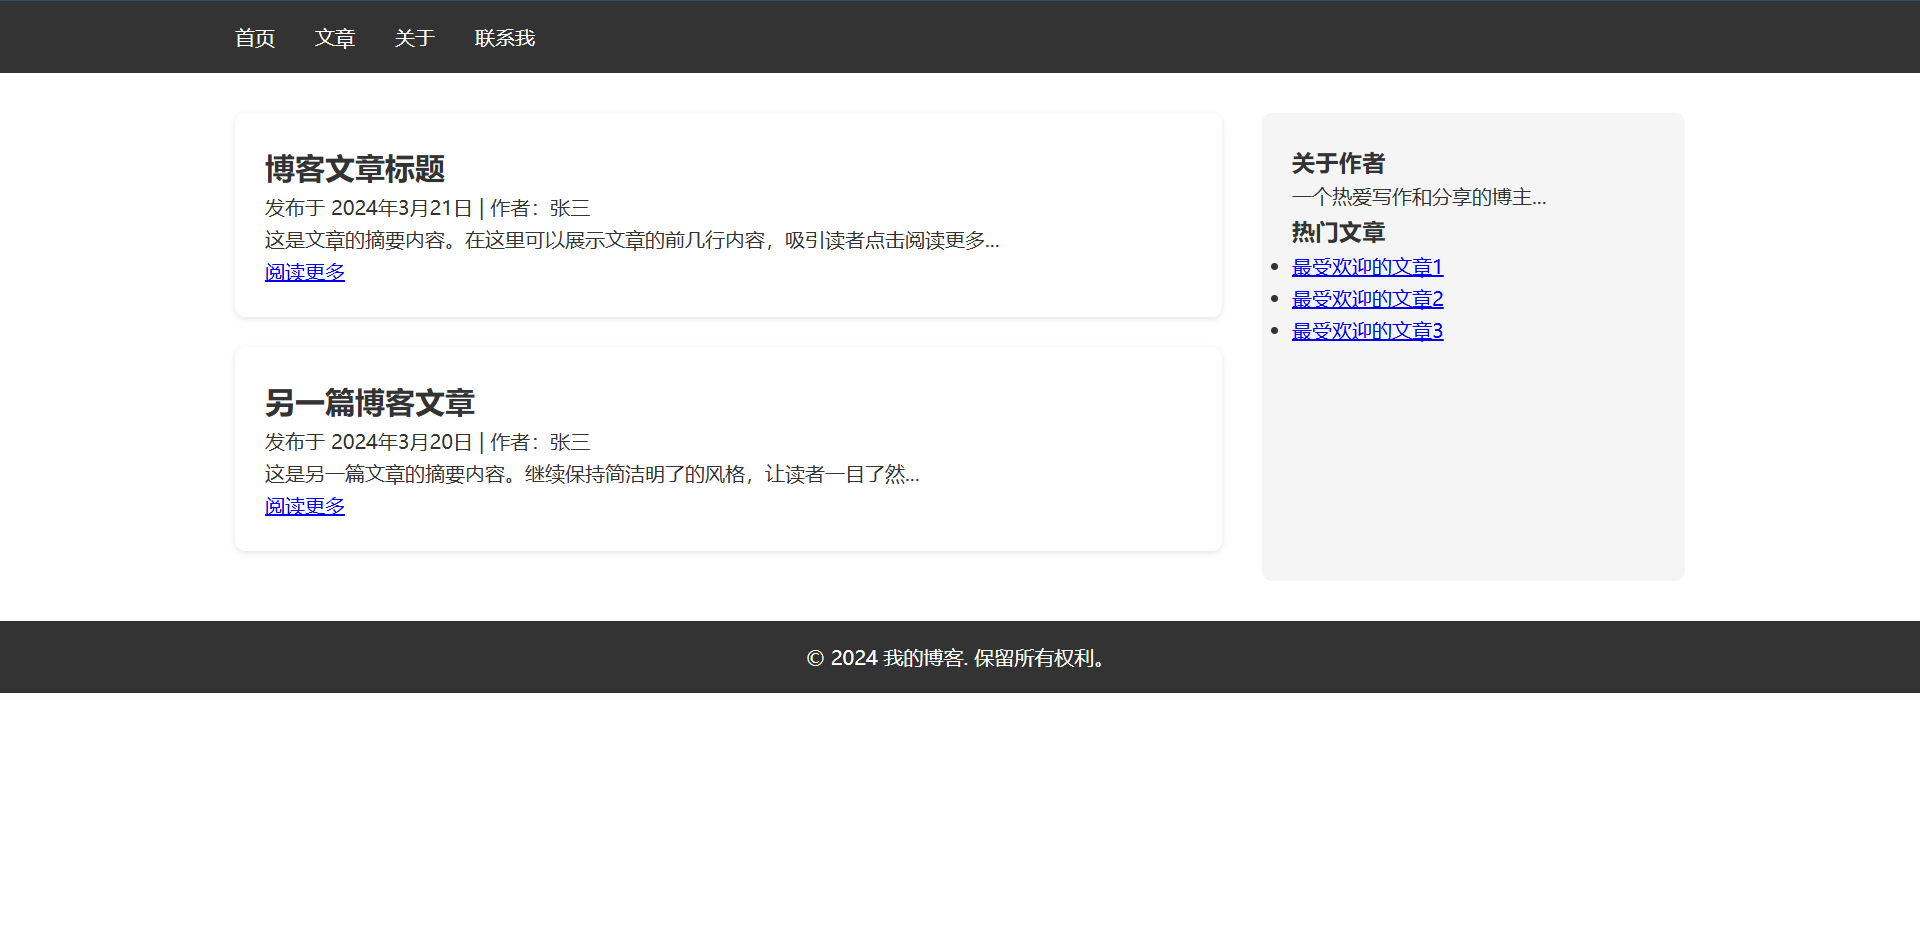 首页 文章 关于 联系我
博客文章标题
发布于 2024年3月21日 | 作者：张三
这是文章的摘要内容。在这里可以展示文章的前几行内容，吸引读者点击阅读更多...
阅读更多
另一篇博客文章
发布于 2024年3月20日 | 作者：张三
这是另一篇文章的摘要内容。继续保持简洁明了的风格，让读者一目了然...
阅读更多
关于作者
一个热爱写作和分享的博主...
热门文章
最受欢迎的文章1
最受欢迎的文章2
最受欢迎的文章3
© 2024 我的博客. 保留所有权利。